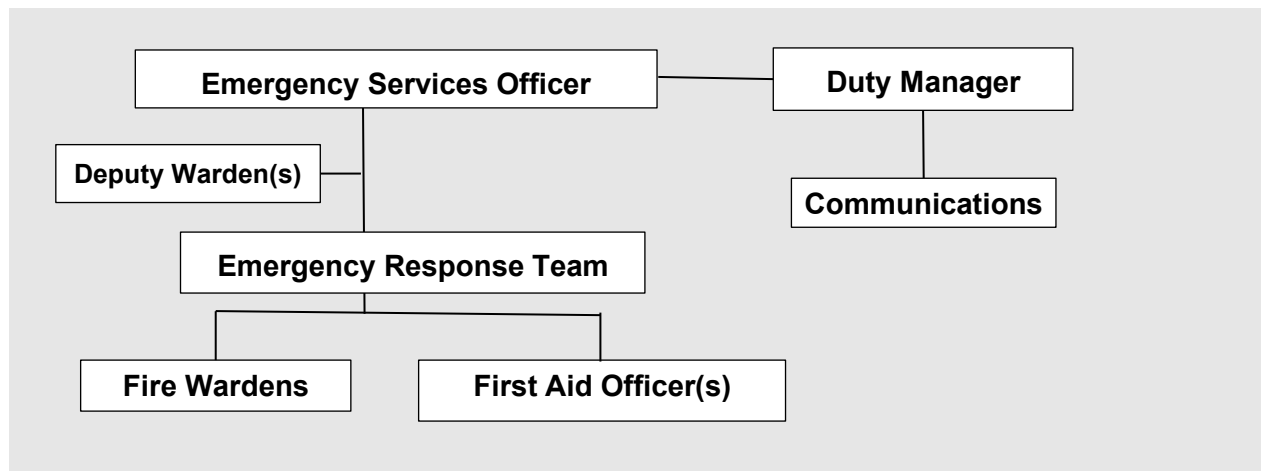 Emergency Services Officer
Duty Manager
Deputy Warden(s)
Communications
Emergency Response Team
Fire Wardens
First Aid Officer(s)